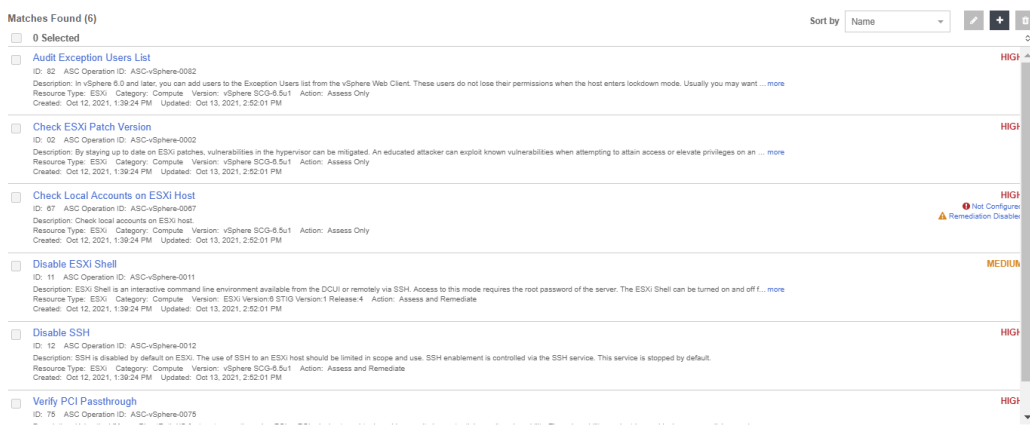 Matches Found (6)
Sort by Name
0 Selected
Audit Exception Users List HIGH
ID: 82 ASC Operation ID: ASC-vSphere-0082
Description: In vSphere 6.0 and later, you can add users to the Exception Users list from the vSphere Web Client. These users do not lose their permissions when the host enters lockdown mode. Usually you may want ... more
Resource Type: ESXi Category: Compute Version: vSphere SCG-6.5u1 Action: Assess Only
Created: Oct 12, 2021, 1:39:24 PM Updated: Oct 13, 2021, 2:52:01 PM
Check ESXi Patch Version HIGH
ID: 02 ASC Operation ID: ASC-vSphere-0002
Description: By staying up to date on ESXi patches, vulnerabilities in the hypervisor can be mitigated. An educated attacker can exploit known vulnerabilities when attempting to attain access or elevate privileges on an ... more
Resource Type: ESXi Category: Compute Version: vSphere SCG-6.5u1 Action: Assess Only
Created: Oct 12, 2021, 1:39:24 PM Updated: Oct 13, 2021, 2:52:01 PM
Check Local Accounts on ESXi Host HIGH
ID: 67 ASC Operation ID: ASC-vSphere-0067 Not Configured
Description: Check local accounts on ESXi host. Remediation Disabled
Resource Type: ESXi Category: Compute Version: vSphere SCG-6.5u1 Action: Assess Only
Created: Oct 12, 2021, 1:39:24 PM Updated: Oct 13, 2021, 2:52:01 PM
Disable ESXi Shell MEDIUM
ID: 11 ASC Operation ID: ASC-vSphere-0011
Description: ESXi Shell is an interactive command line environment available from the DCUI or remotely via SSH. Access to this mode requires the root password of the server. The ESXi Shell can be turned on and off f... more
Resource Type: ESXi Category: Compute Version: ESXi Version:6 STIG Version:1 Release:4 Action: Assess and Remediate
Created: Oct 12, 2021, 1:39:24 PM Updated: Oct 13, 2021, 2:52:01 PM
Disable SSH HIGH
ID: 12 ASC Operation ID: ASC-vSphere-0012
Description: SSH is disabled by default on ESXi. The use of SSH to an ESXi host should be limited in scope and use. SSH enablement is controlled via the SSH service. This service is stopped by default.
Resource Type: ESXi Category: Compute Version: vSphere SCG-6.5u1 Action: Assess and Remediate
Created: Oct 12, 2021, 1:39:24 PM Updated: Oct 13, 2021, 2:52:01 PM
Verify PCI Passthrough HIGH
ID: 75 ASC Operation ID: ASC-vSphere-0075